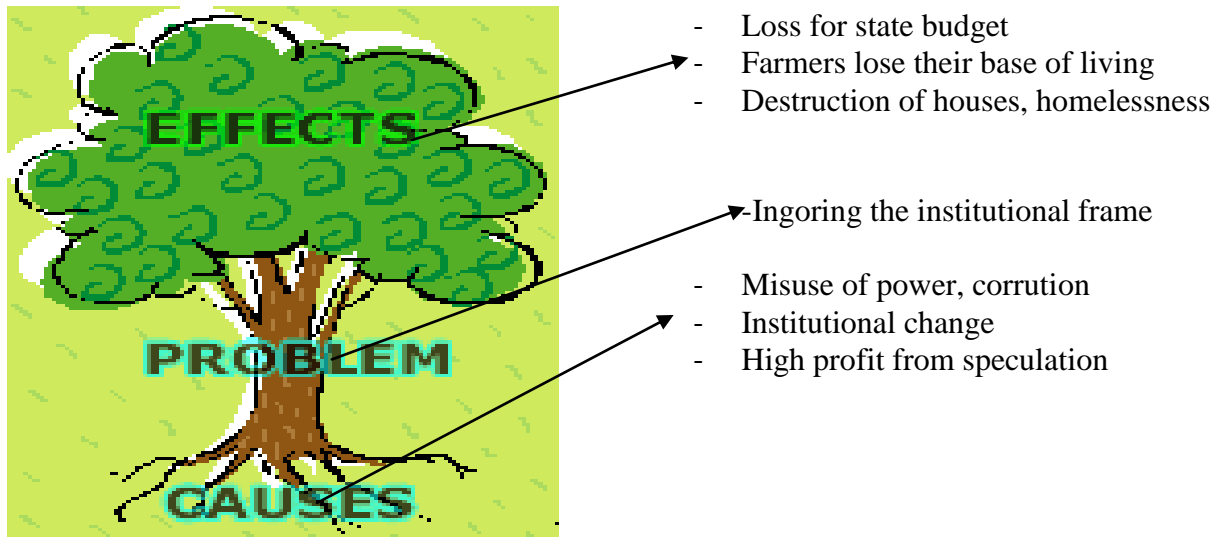 EFFECTS
- Loss for state budget
- Farmers lose their base of living
- Destruction of houses, homelessness
-Ingoring the institutional frame
PROBLEM
- Misuse of power, corrution
- Institutional change
- High profit from speculation
CAUSES